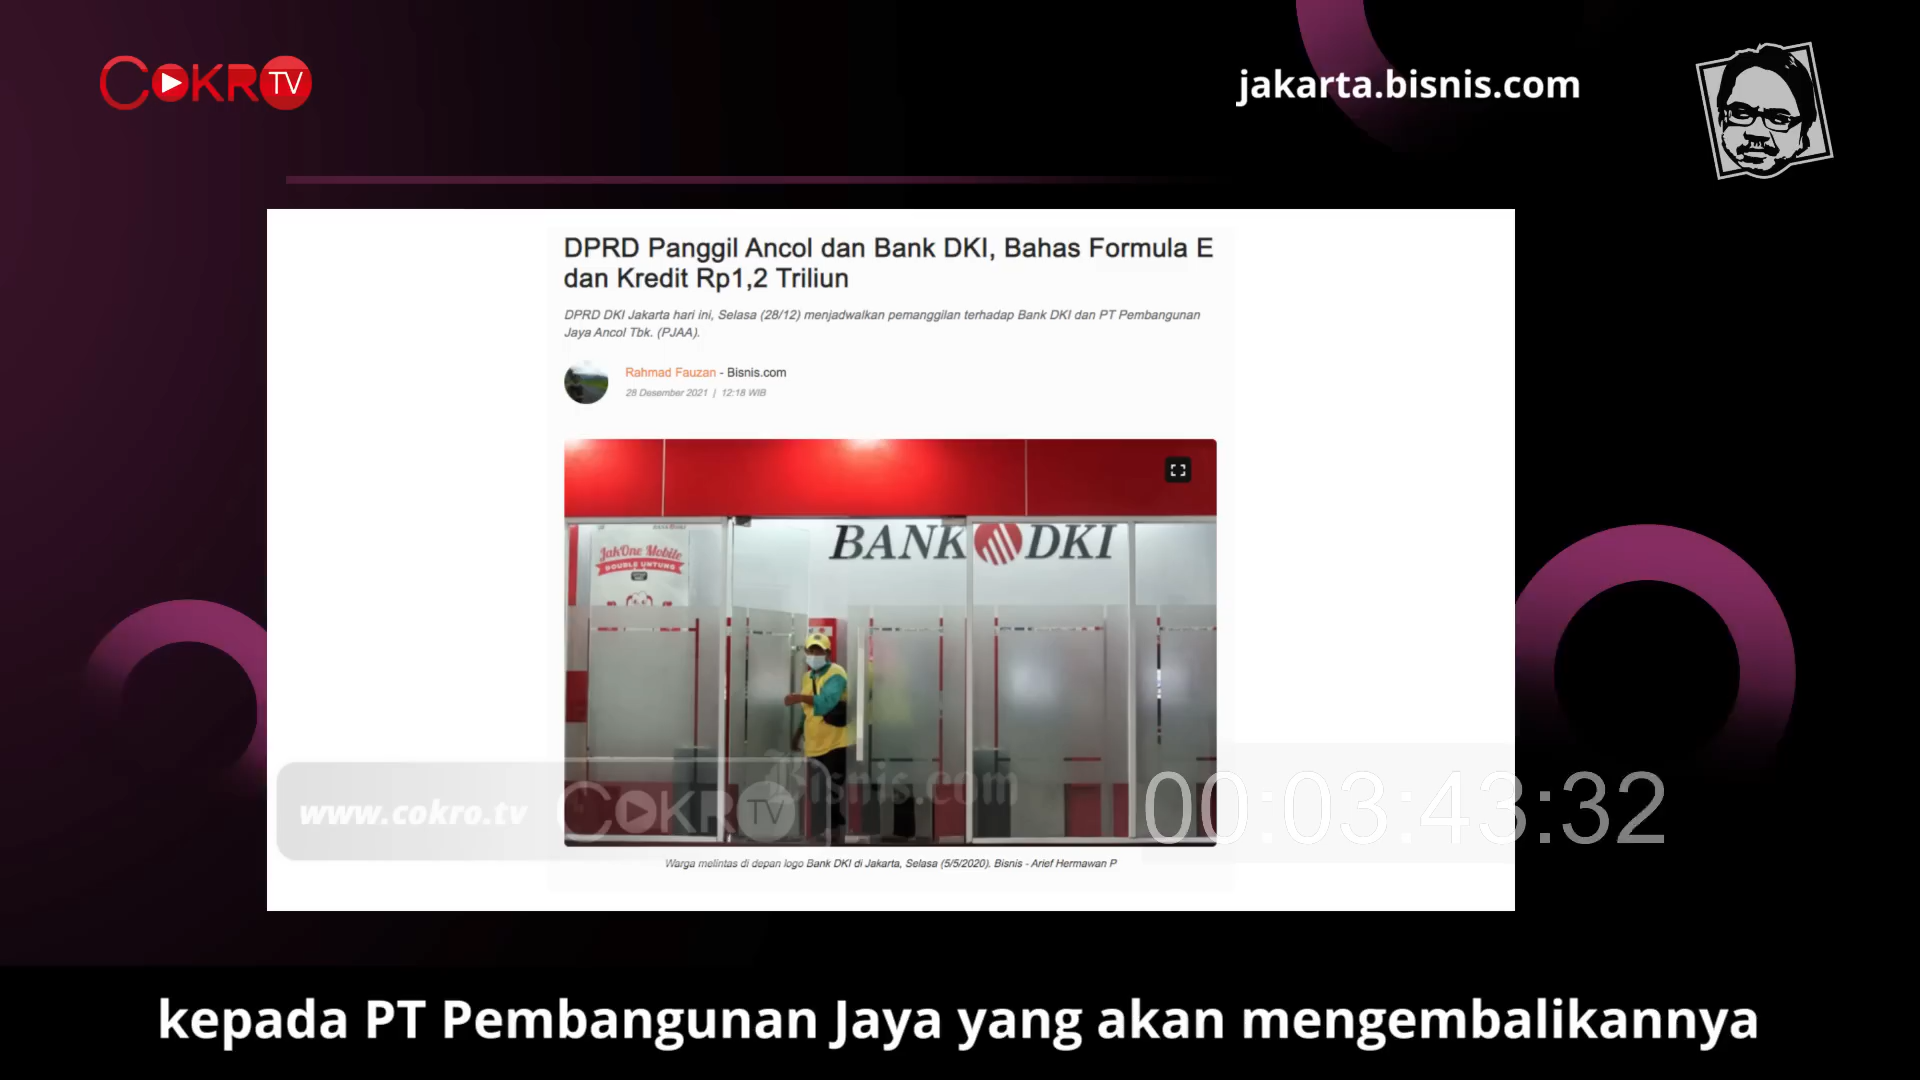 COKRO TV
jakarta.bisnis.com
DPRD Panggil Ancol dan Bank DKI, Bahas Formula E
dan Kredit Rp1,2 Triliun
DPRD DKI Jakarta hari ini, Selasa (28/12) menjadwalkan pemanggilan terhadap Bank DKI dan PT Pembangunan
Jaya Ancol Tbk. (PJAA).
Rahmad Fauzan - Bisnis.com
28 Desember 2021 | 12:18 WIB
BANK DKI
JakOne Mobile
DOUBLE UNTUNG
Bisnis.com
www.cokro.tv
COKRO TV
00:03:43:32
Warga melintas di depan logo Bank DKI di Jakarta, Selasa (5/5/2020). Bisnis - Arief Hermawan P
kepada PT Pembangunan Jaya yang akan mengembalikannya